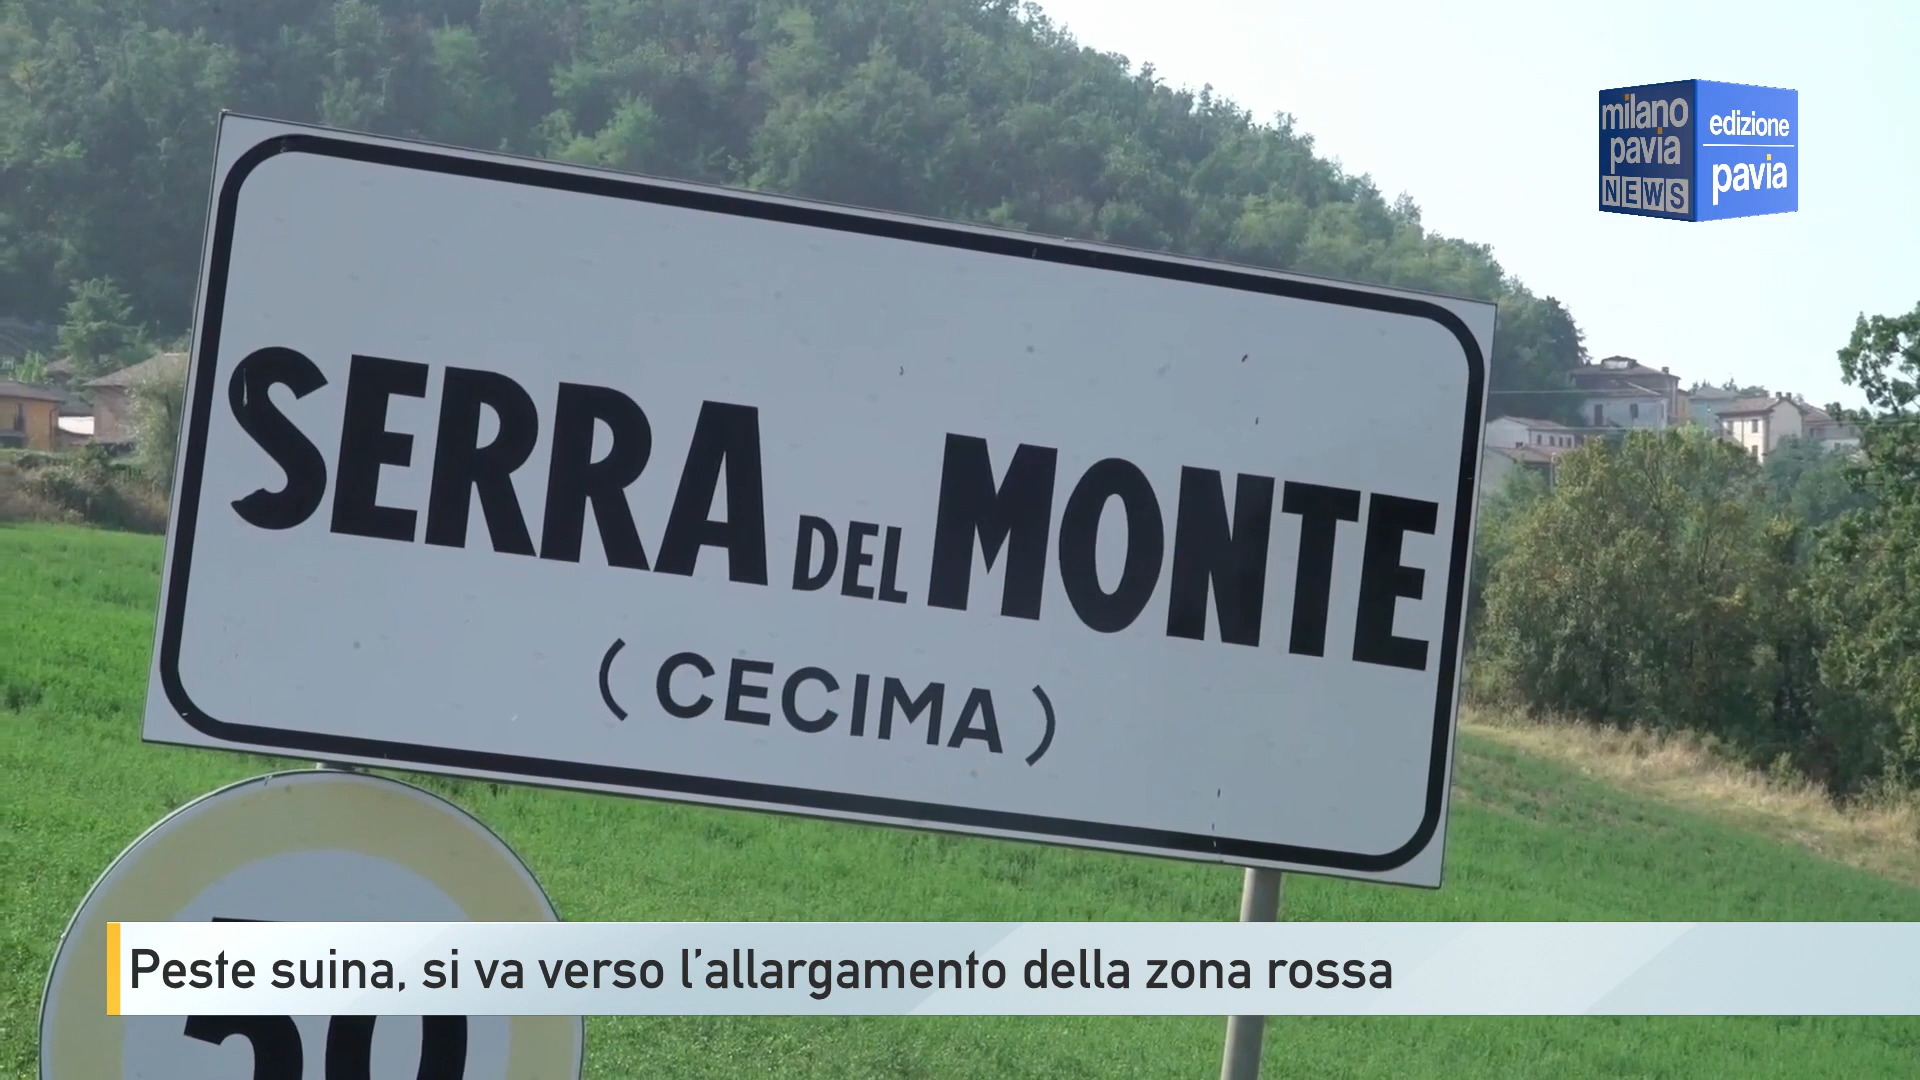 milano
pavia
NEWS
edizione
pavia
SERRA DEL MONTE
(CECIMA)
Peste suina, si va verso l'allargamento della zona rossa